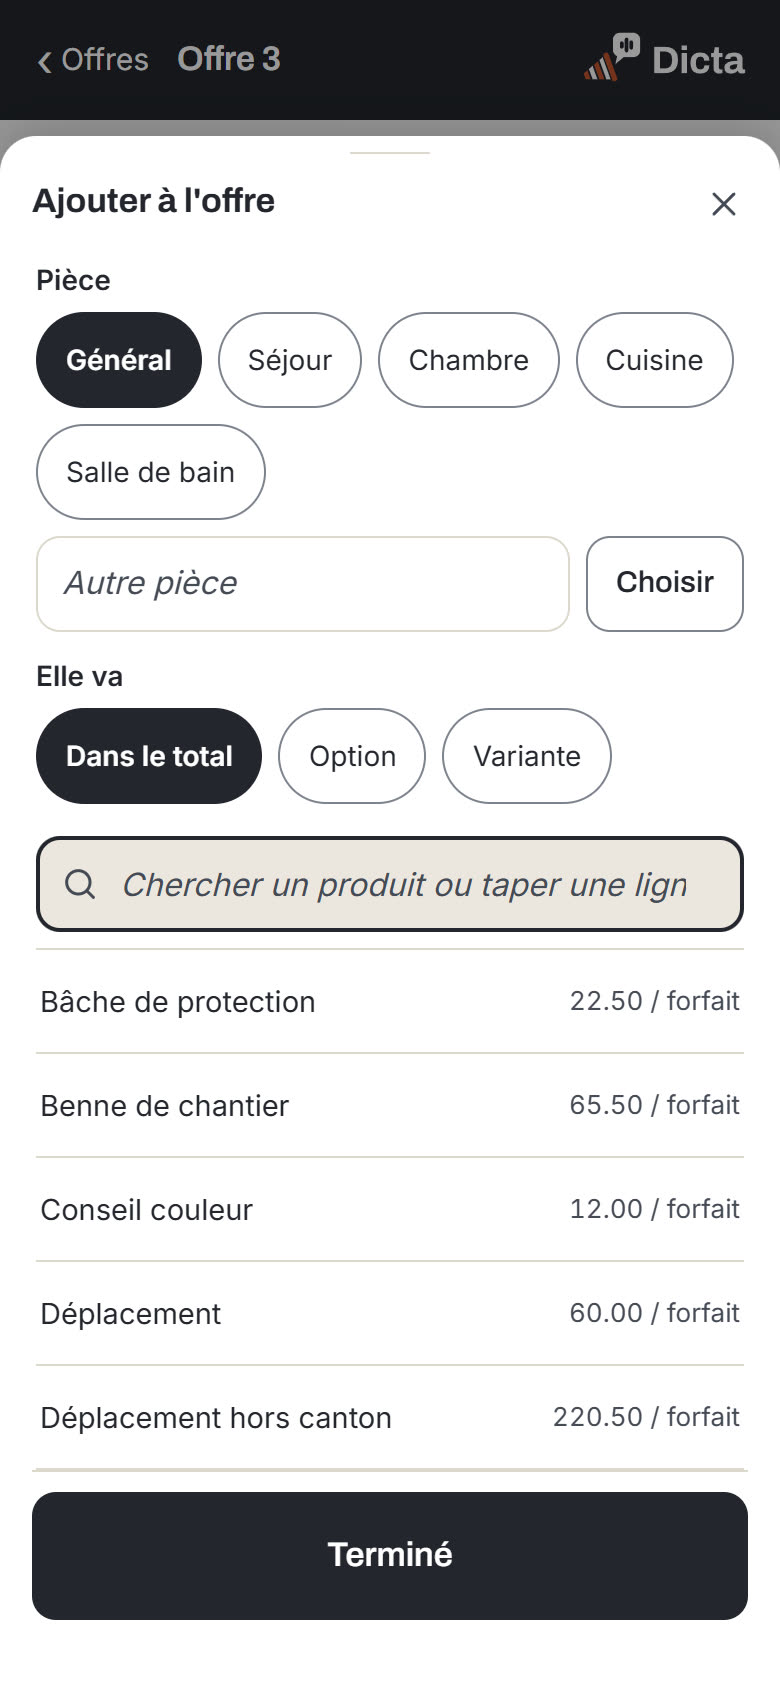 ‹ Offres Offre 3 Dicta
Ajouter à l'offre
Pièce
Général Séjour Chambre Cuisine
Salle de bain
Autre pièce Choisir
Elle va
Dans le total Option Variante
Chercher un produit ou taper une lign
Bâche de protection 22.50 / forfait
Benne de chantier 65.50 / forfait
Conseil couleur 12.00 / forfait
Déplacement 60.00 / forfait
Déplacement hors canton 220.50 / forfait
Terminé